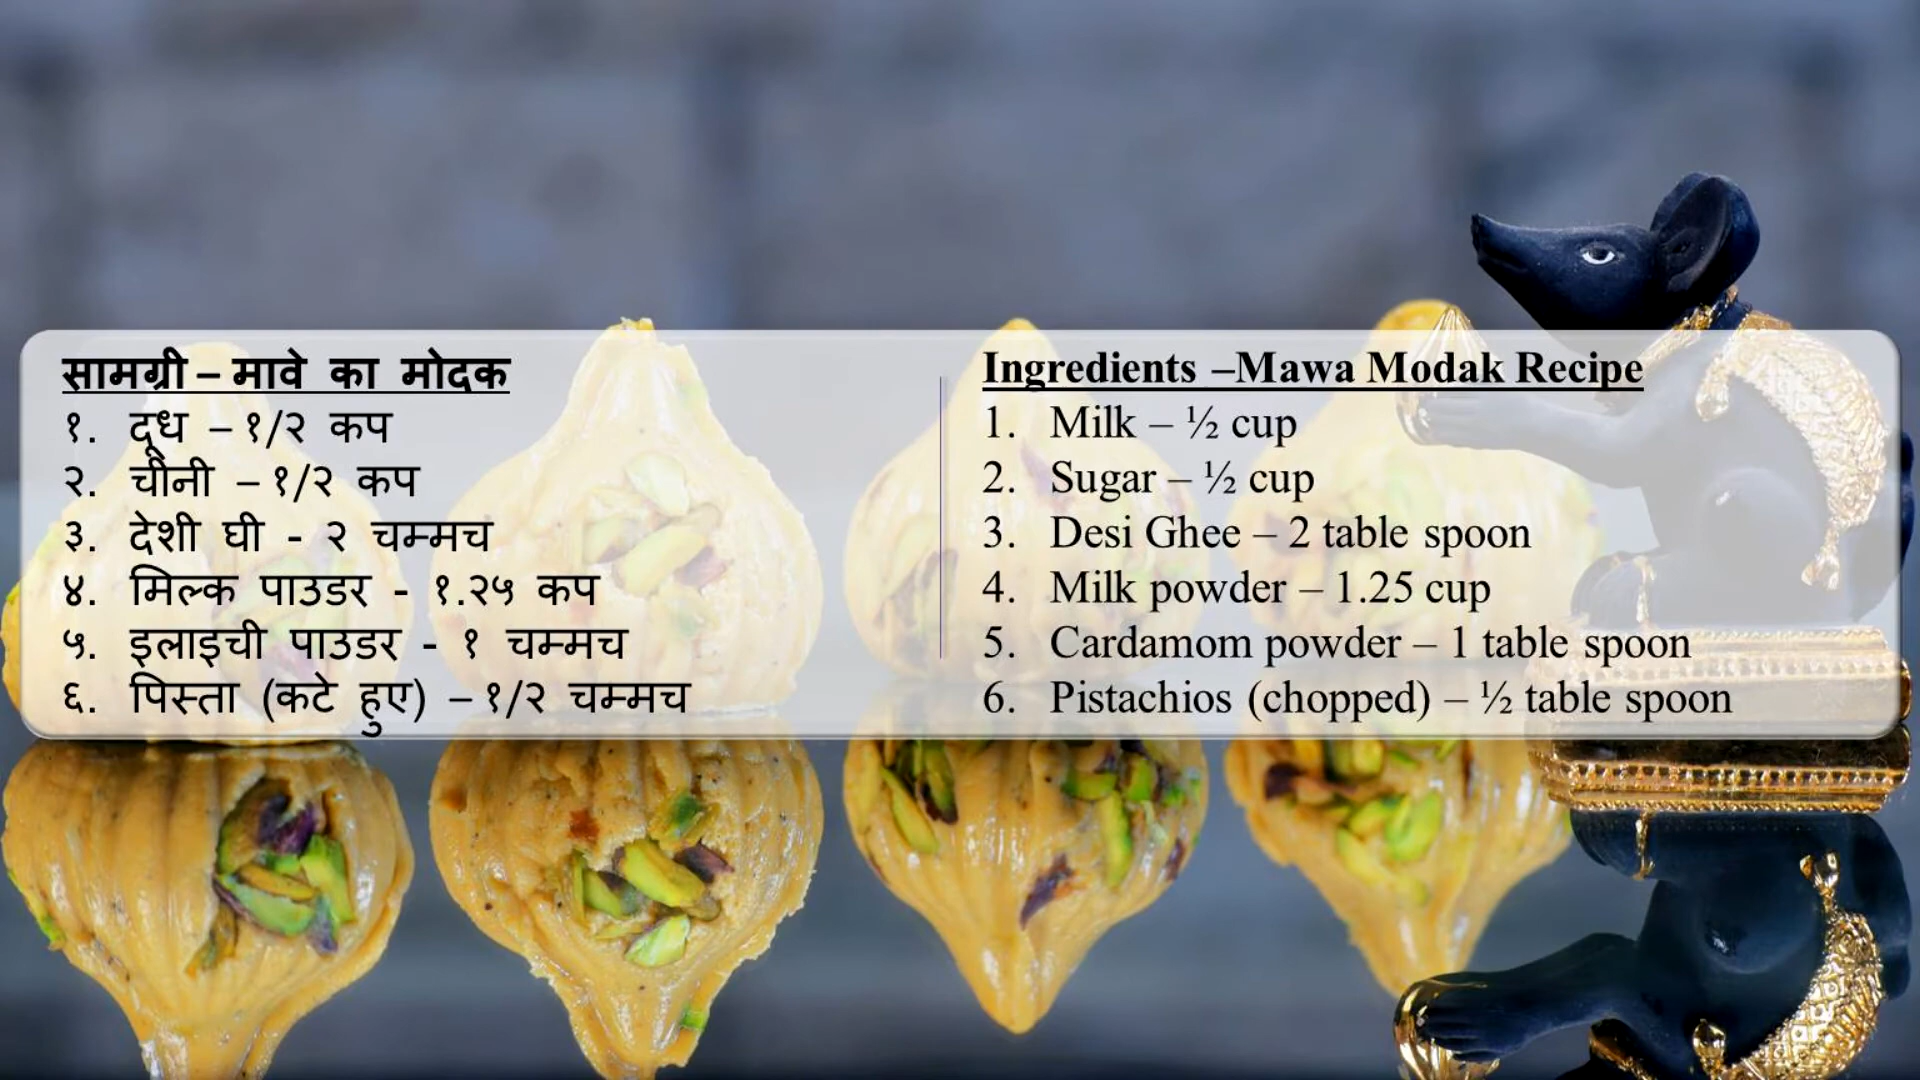 सामग्री – मावे का मोदक
१. दूध – १/२ कप
२. चीनी – १/२ कप
३. देशी घी - २ चम्मच
४. मिल्क पाउडर - १.२५ कप
५. इलाइची पाउडर - १ चम्मच
६. पिस्ता (कटे हुए) – १/२ चम्मच
Ingredients –Mawa Modak Recipe
1. Milk – ½ cup
2. Sugar – ½ cup
3. Desi Ghee – 2 table spoon
4. Milk powder – 1.25 cup
5. Cardamom powder – 1 table spoon
6. Pistachios (chopped) – ½ table spoon